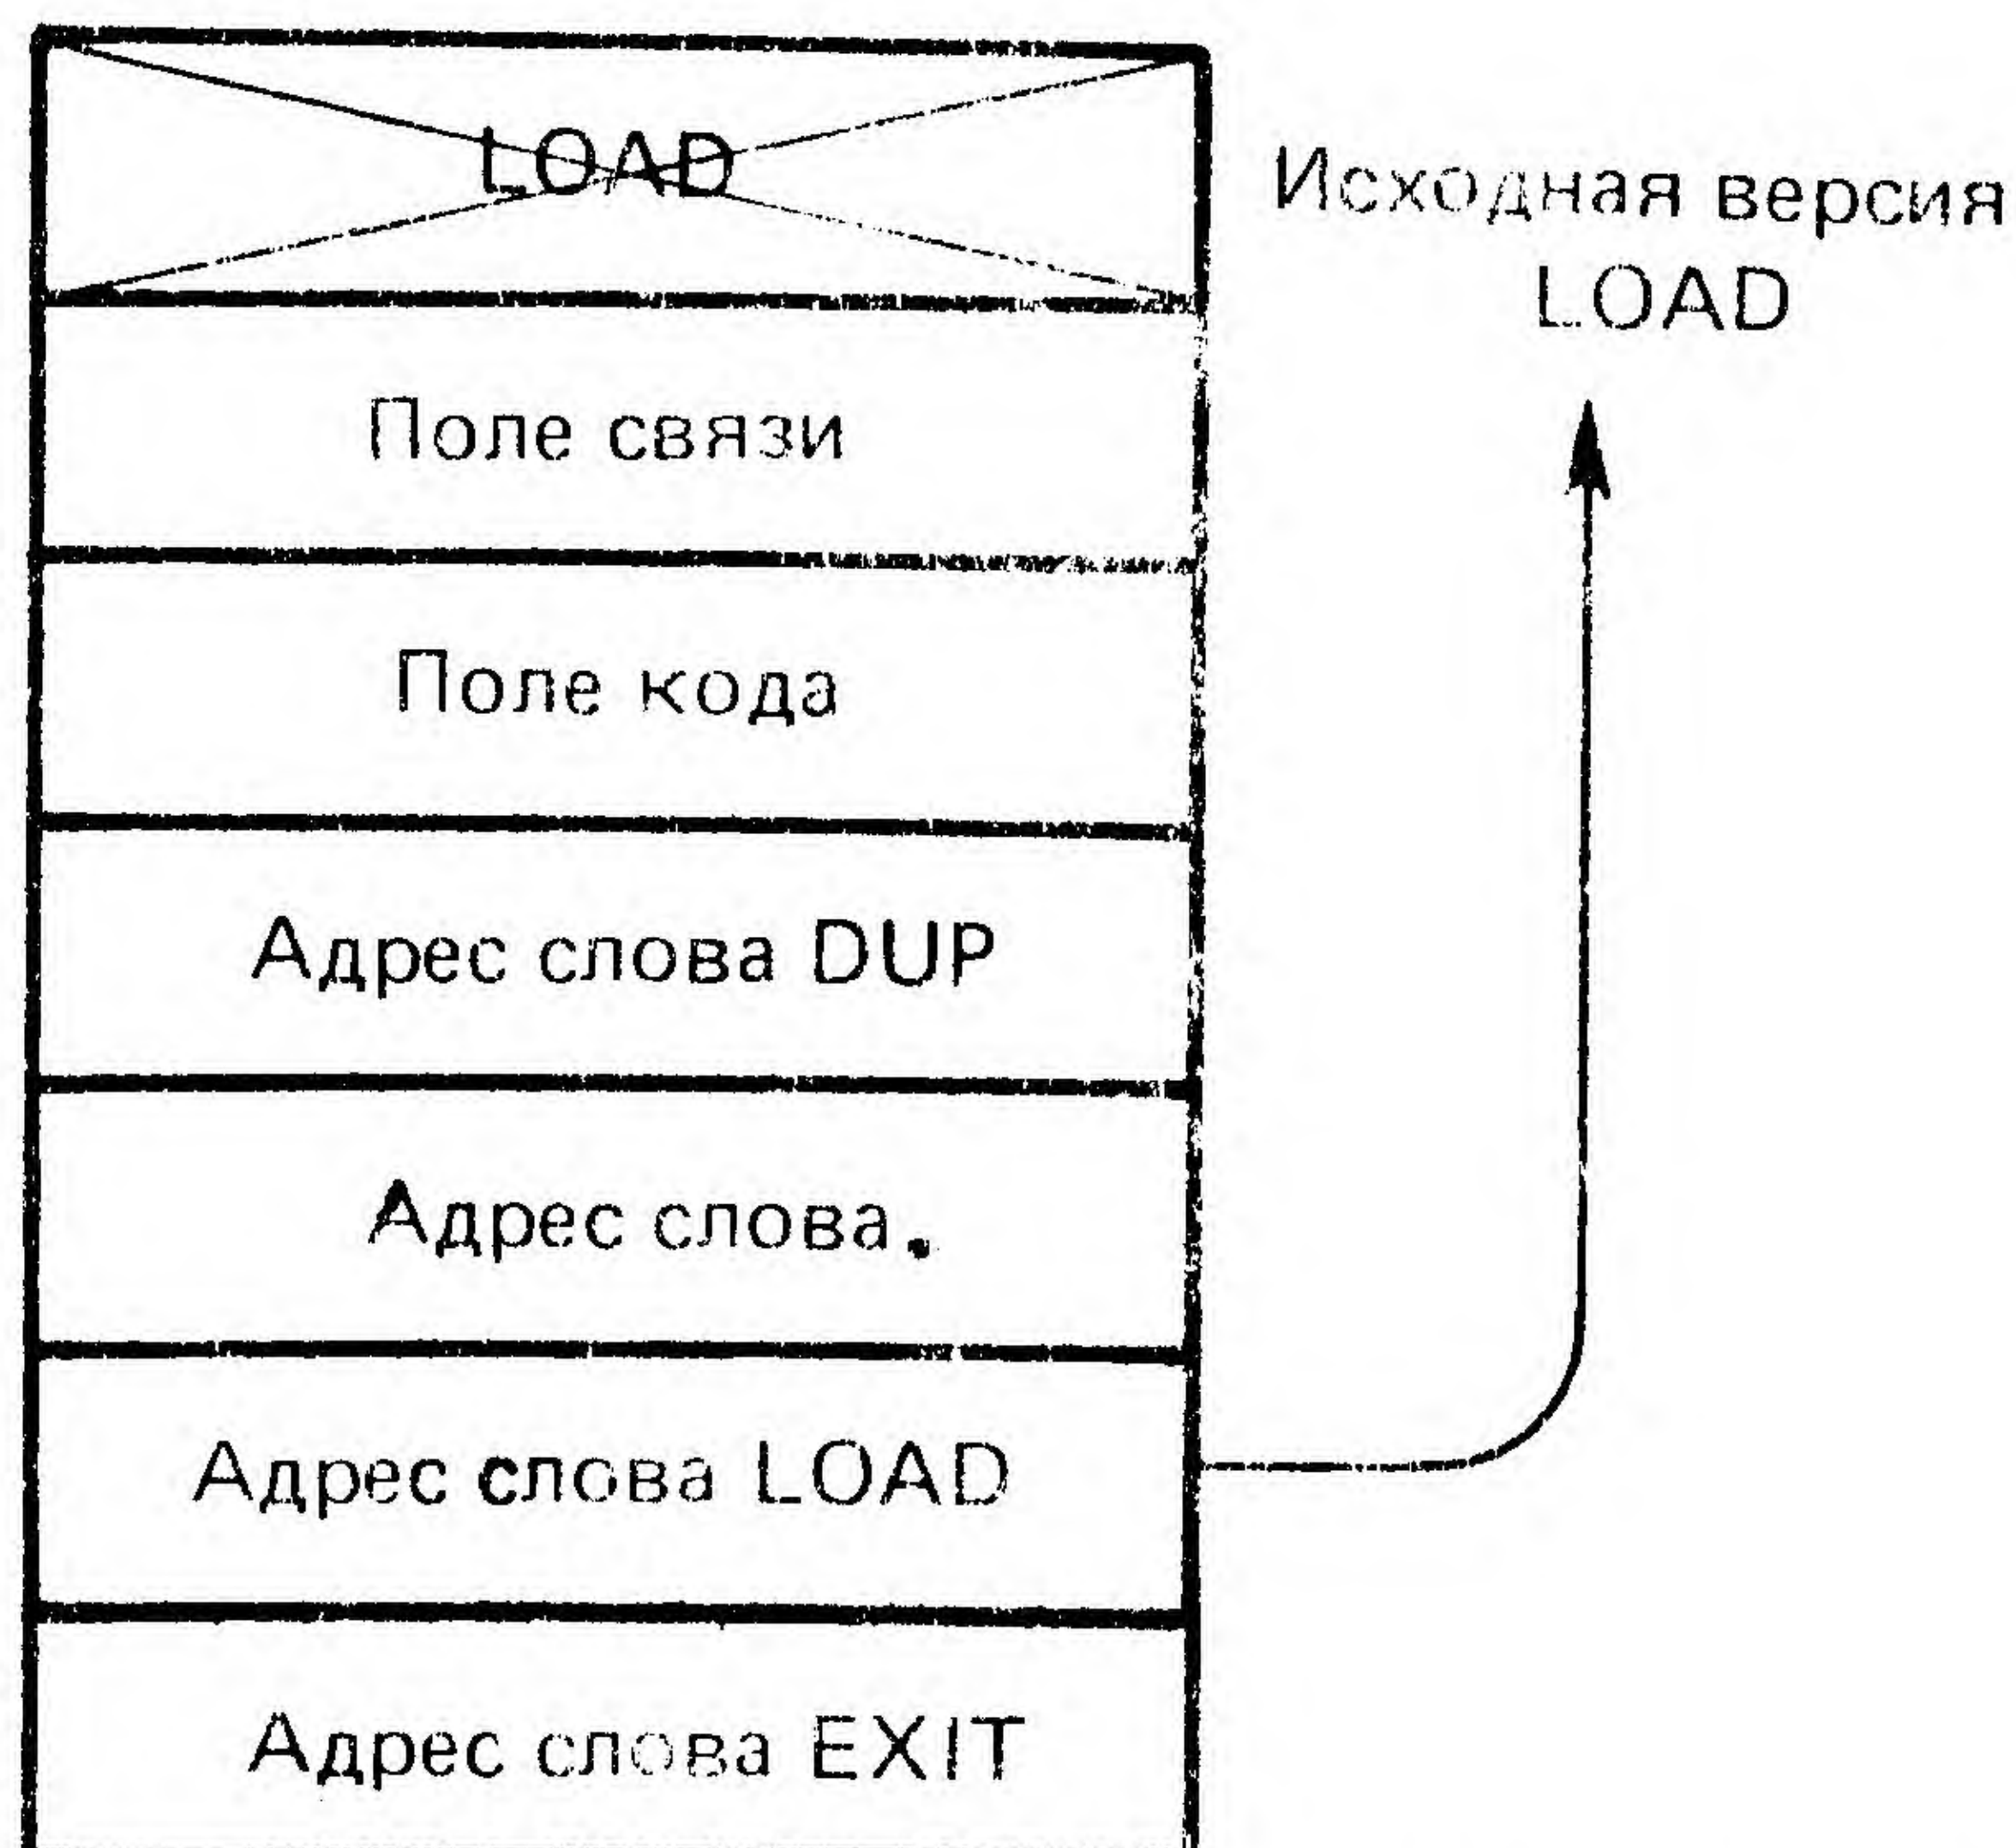 LOAD
Исходная версия
LOAD
Поле связи
Поле кода
Адрес слова DUP
Адрес слова .
Адрес слова LOAD
Адрес слова EXIT